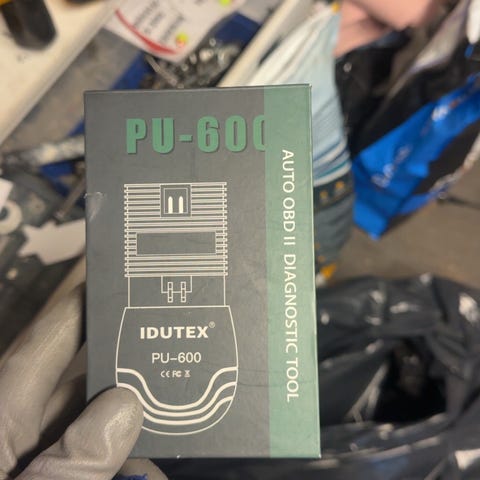 PU-600
AUTO OBD II DIAGNOSTIC TOOL
IDUTEX®
PU-600
CE FC